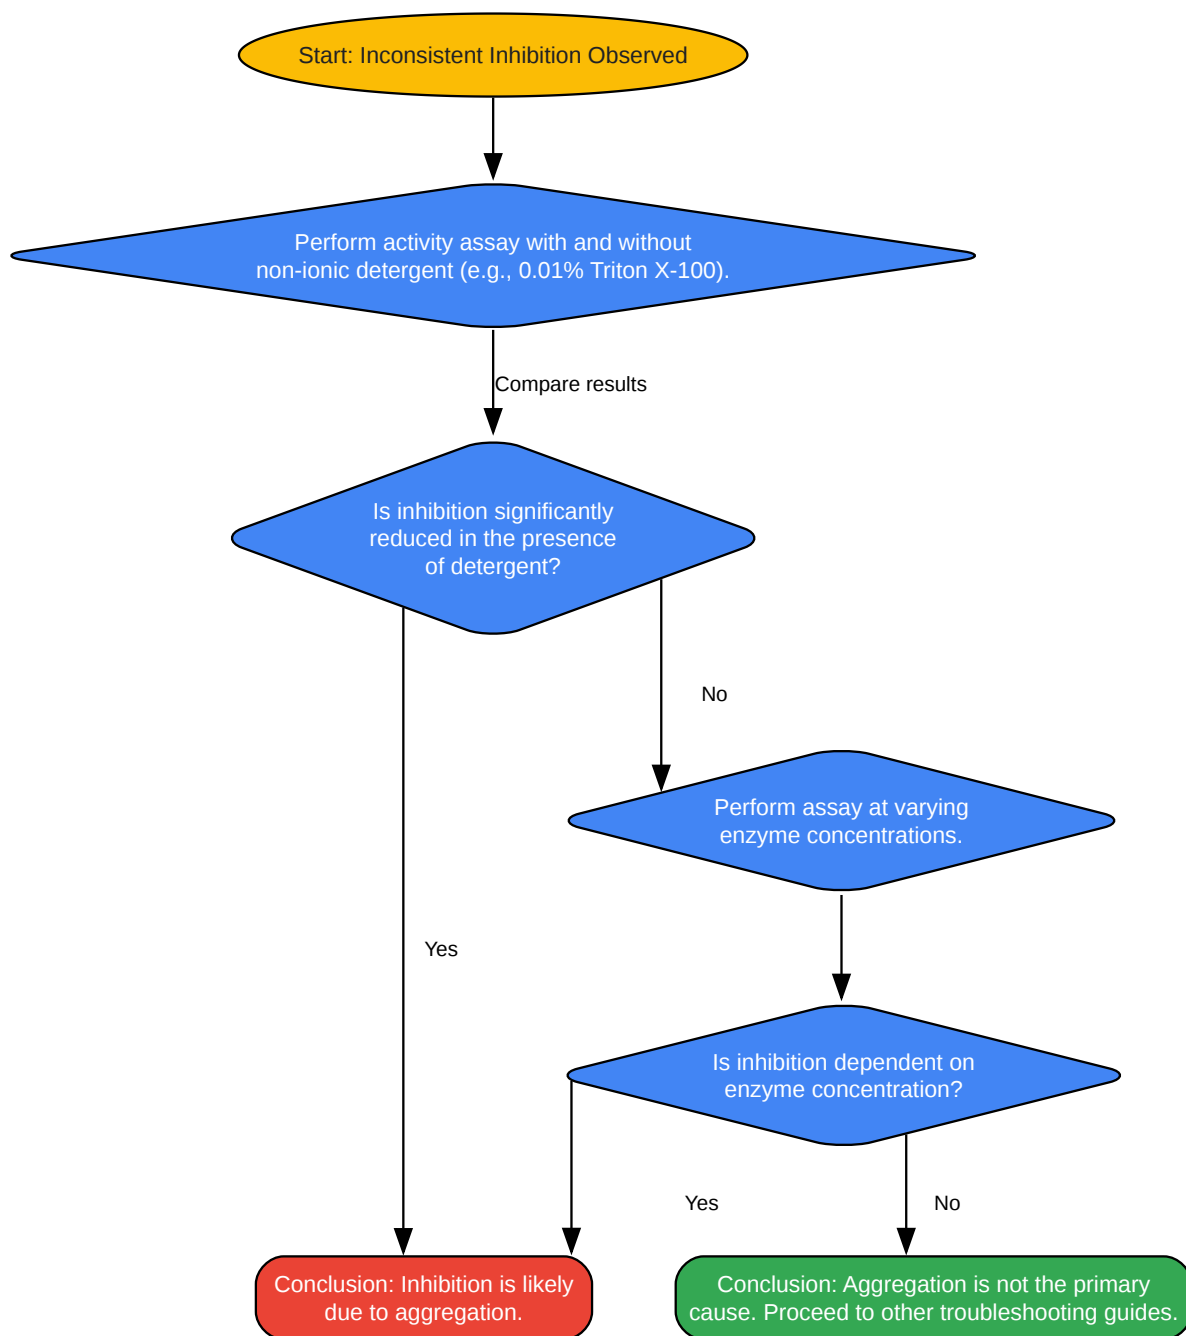 Start: Inconsistent Inhibition Observed
Perform activity assay with and without
non-ionic detergent (e.g., 0.01% Triton X-100).
Compare results
Is inhibition significantly
reduced in the presence
of detergent?
No
Perform assay at varying
enzyme concentrations.
Yes
Is inhibition dependent on
enzyme concentration?
Yes
No
Conclusion: Inhibition is likely
due to aggregation.
Conclusion: Aggregation is not the primary
cause. Proceed to other troubleshooting guides.